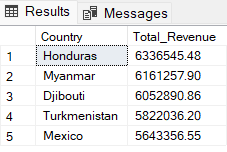 Results Messages
Country Total_Revenue
1 Honduras 6336545.48
2 Myanmar 6161257.90
3 Djibouti 6052890.86
4 Turkmenistan 5822036.20
5 Mexico 5643356.55